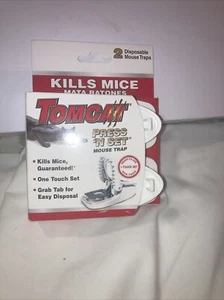 2 Disposable
Mouse Traps
KILLS MICE
MATA RATONES
TOMCAT
PRESS
'N SET
MOUSE TRAP
• Kills Mice,
Guaranteed!
• One Touch Set
• Grab Tab for
Easy Disposal